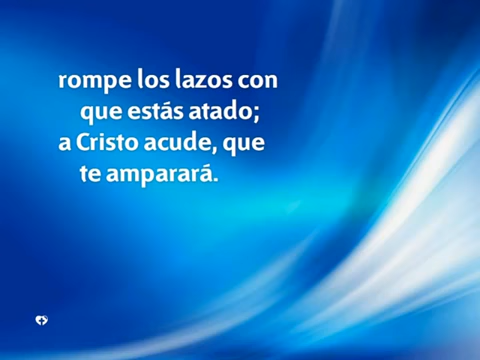 rompe los lazos con
que estás atado;
a Cristo acude, que
te amparará.